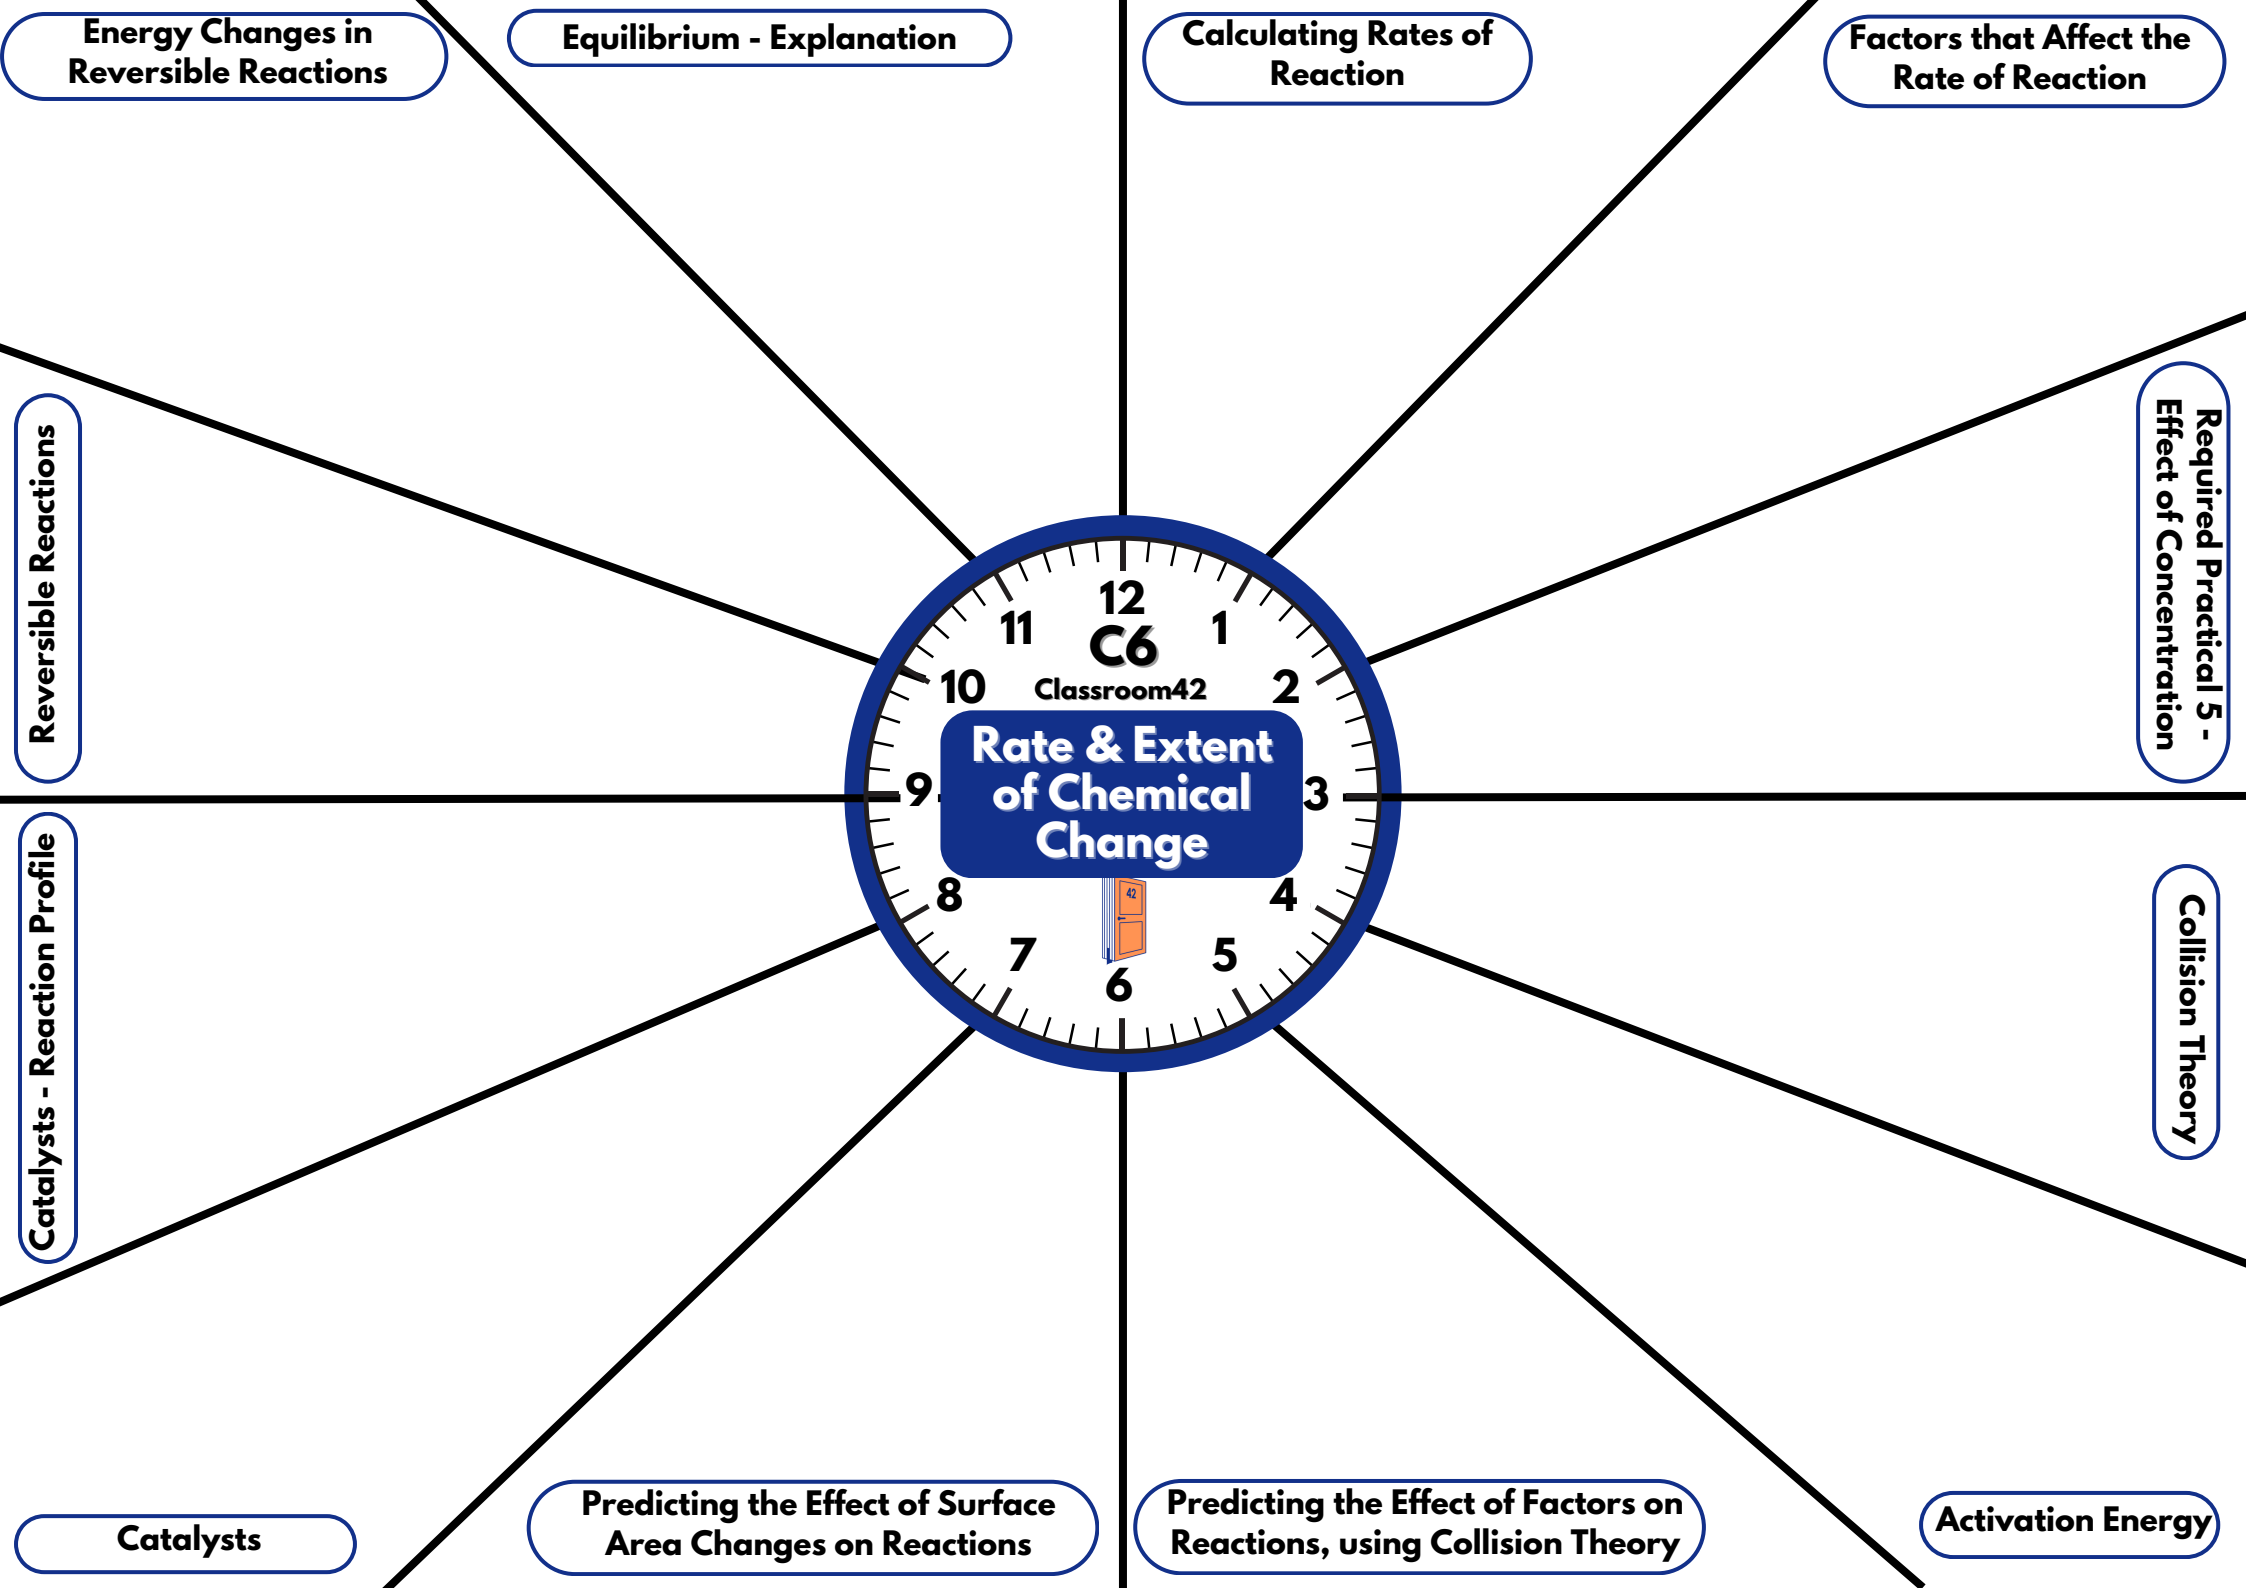 Energy Changes in
Reversible Reactions
Equilibrium - Explanation
Calculating Rates of
Reaction
Factors that Affect the
Rate of Reaction
Required Practical 5 -
Effect of Concentration
Collision Theory
Activation Energy
Predicting the Effect of Factors on
Reactions, using Collision Theory
Predicting the Effect of Surface
Area Changes on Reactions
Catalysts
Catalysts - Reaction Profile
Reversible Reactions
12
11
1
C6
10
2
Classroom42
Rate & Extent
of Chemical
Change
9
3
8
4
42
7
5
6